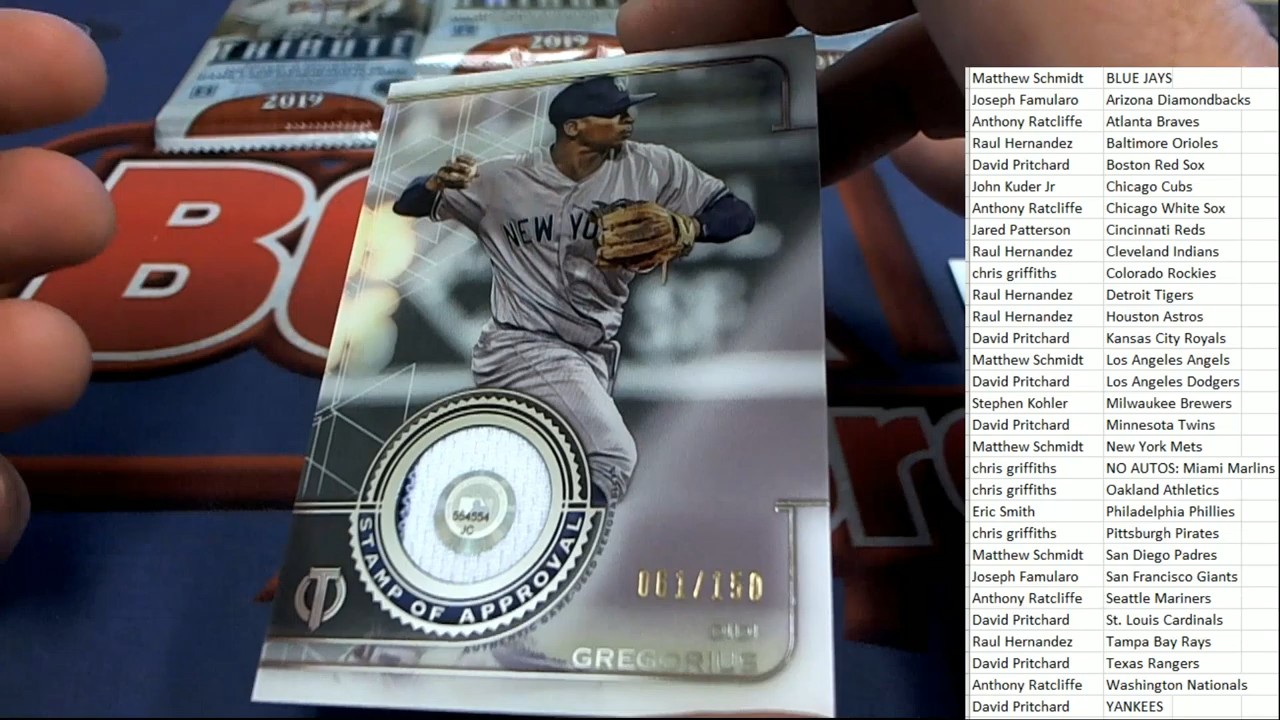 TRIBUTE
2019
2019
NEW YO
554554
JC
STAMP OF APPROVAL
061/150
DIDI
GREGORIUS
Matthew Schmidt BLUE JAYS
Joseph Famularo Arizona Diamondbacks
Anthony Ratcliffe Atlanta Braves
Raul Hernandez Baltimore Orioles
David Pritchard Boston Red Sox
John Kuder Jr Chicago Cubs
Anthony Ratcliffe Chicago White Sox
Jared Patterson Cincinnati Reds
Raul Hernandez Cleveland Indians
chris griffiths Colorado Rockies
Raul Hernandez Detroit Tigers
Raul Hernandez Houston Astros
David Pritchard Kansas City Royals
Matthew Schmidt Los Angeles Angels
David Pritchard Los Angeles Dodgers
Stephen Kohler Milwaukee Brewers
David Pritchard Minnesota Twins
Matthew Schmidt New York Mets
chris griffiths NO AUTOS: Miami Marlins
chris griffiths Oakland Athletics
Eric Smith Philadelphia Phillies
chris griffiths Pittsburgh Pirates
Matthew Schmidt San Diego Padres
Joseph Famularo San Francisco Giants
Anthony Ratcliffe Seattle Mariners
David Pritchard St. Louis Cardinals
Raul Hernandez Tampa Bay Rays
David Pritchard Texas Rangers
Anthony Ratcliffe Washington Nationals
David Pritchard YANKEES